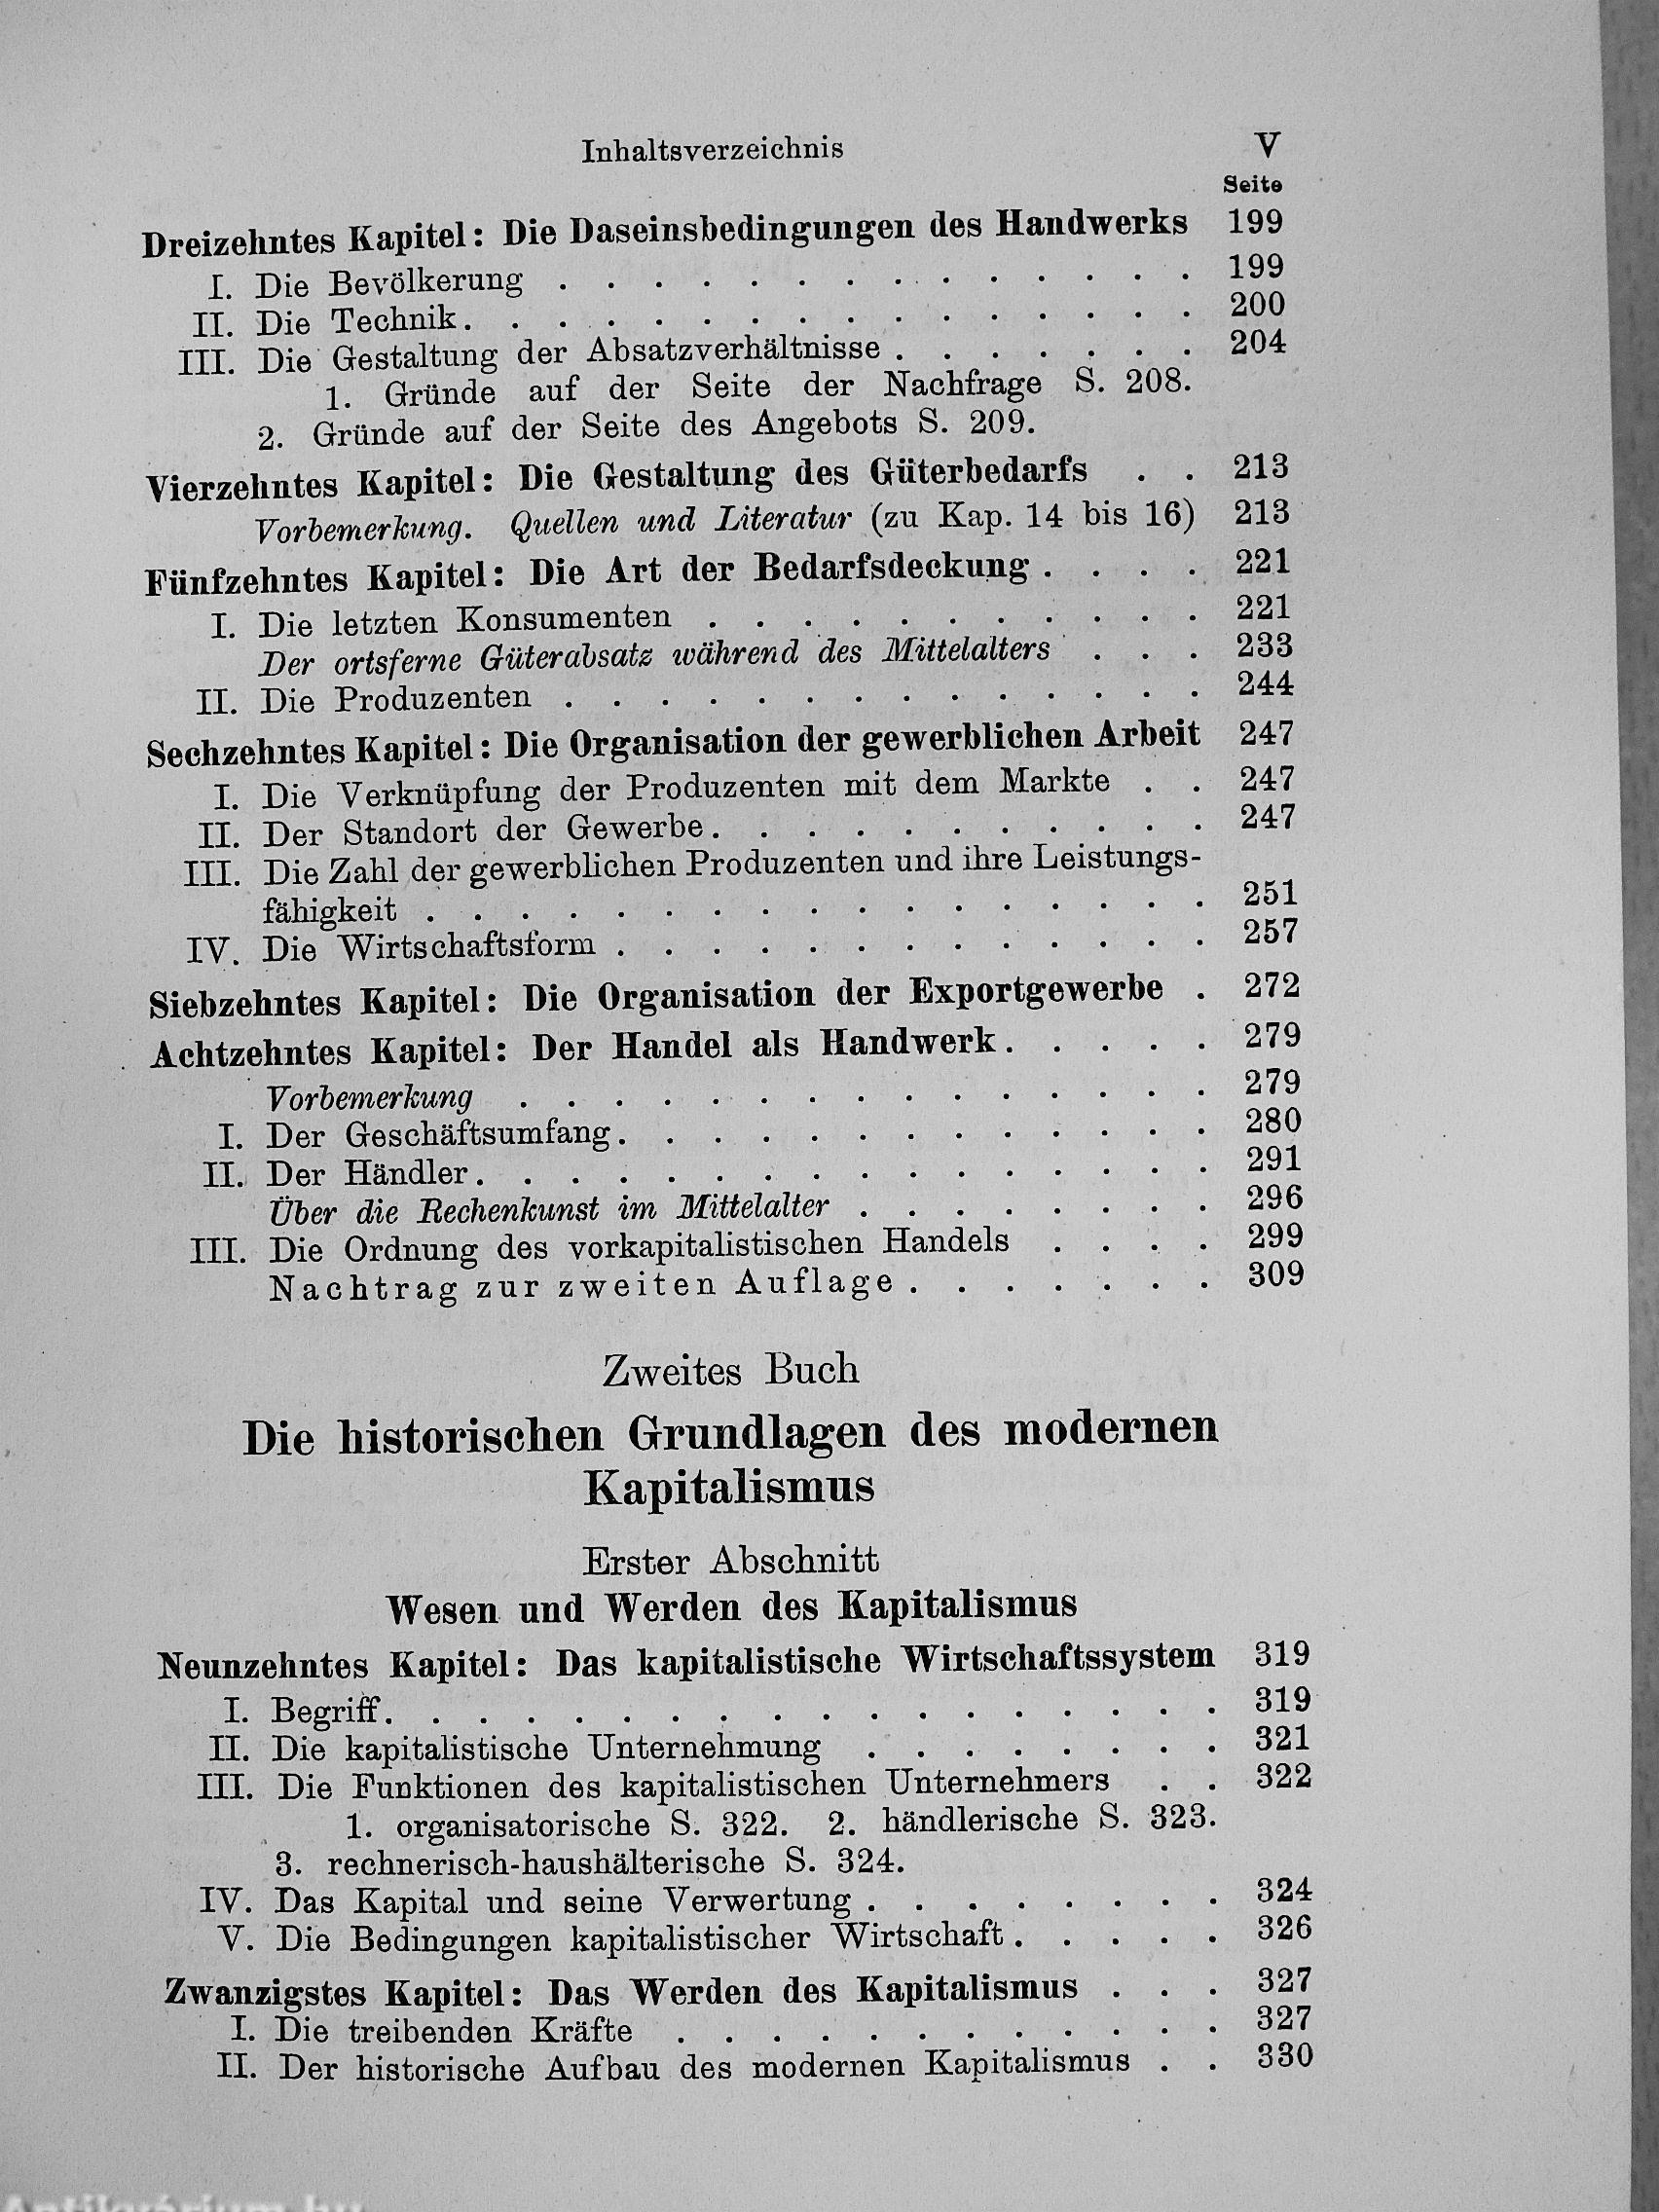 Inhaltsverzeichnis V
Seite
Dreizehntes Kapitel: Die Daseinsbedingungen des Handwerks 199
I. Die Bevölkerung . . . . . . . . . . . . . . 199
II. Die Technik. . . . . . . . . . . . . . . . 200
III. Die Gestaltung der Absatzverhältnisse . . . . . . . 204
1. Gründe auf der Seite der Nachfrage S. 208.
2. Gründe auf der Seite des Angebots S. 209.
Vierzehntes Kapitel: Die Gestaltung des Güterbedarfs . . 213
Vorbemerkung. Quellen und Literatur (zu Kap. 14 bis 16) 213
Fünfzehntes Kapitel: Die Art der Bedarfsdeckung . . . . 221
I. Die letzten Konsumenten . . . . . . . . . . . 221
Der ortsferne Güterabsatz während des Mittelalters . . . 233
II. Die Produzenten . . . . . . . . . . . . . . 244
Sechzehntes Kapitel: Die Organisation der gewerblichen Arbeit 247
I. Die Verknüpfung der Produzenten mit dem Markte . . 247
II. Der Standort der Gewerbe. . . . . . . . . . . 247
III. Die Zahl der gewerblichen Produzenten und ihre Leistungs-
fähigkeit . . . . . . . . . . . . . . . . . 251
IV. Die Wirtschaftsform . . . . . . . . . . . . . 257
Siebzehntes Kapitel: Die Organisation der Exportgewerbe . 272
Achtzehntes Kapitel: Der Handel als Handwerk. . . . . 279
Vorbemerkung . . . . . . . . . . . . . . . 279
I. Der Geschäftsumfang. . . . . . . . . . . . . 280
II. Der Händler. . . . . . . . . . . . . . . . 291
Über die Rechenkunst im Mittelalter . . . . . . . . 296
III. Die Ordnung des vorkapitalistischen Handels . . . . 299
Nachtrag zur zweiten Auflage . . . . . . . 309
Zweites Buch
Die historischen Grundlagen des modernen
Kapitalismus
Erster Abschnitt
Wesen und Werden des Kapitalismus
Neunzehntes Kapitel: Das kapitalistische Wirtschaftssystem 319
I. Begriff. . . . . . . . . . . . . . . . . . 319
II. Die kapitalistische Unternehmung . . . . . . . . 321
III. Die Funktionen des kapitalistischen Unternehmers . . 322
1. organisatorische S. 322. 2. händlerische S. 323.
3. rechnerisch-haushälterische S. 324.
IV. Das Kapital und seine Verwertung . . . . . . . . 324
V. Die Bedingungen kapitalistischer Wirtschaft . . . . . 326
Zwanzigstes Kapitel: Das Werden des Kapitalismus . . . 327
I. Die treibenden Kräfte . . . . . . . . . . . . 327
II. Der historische Aufbau des modernen Kapitalismus . . 330